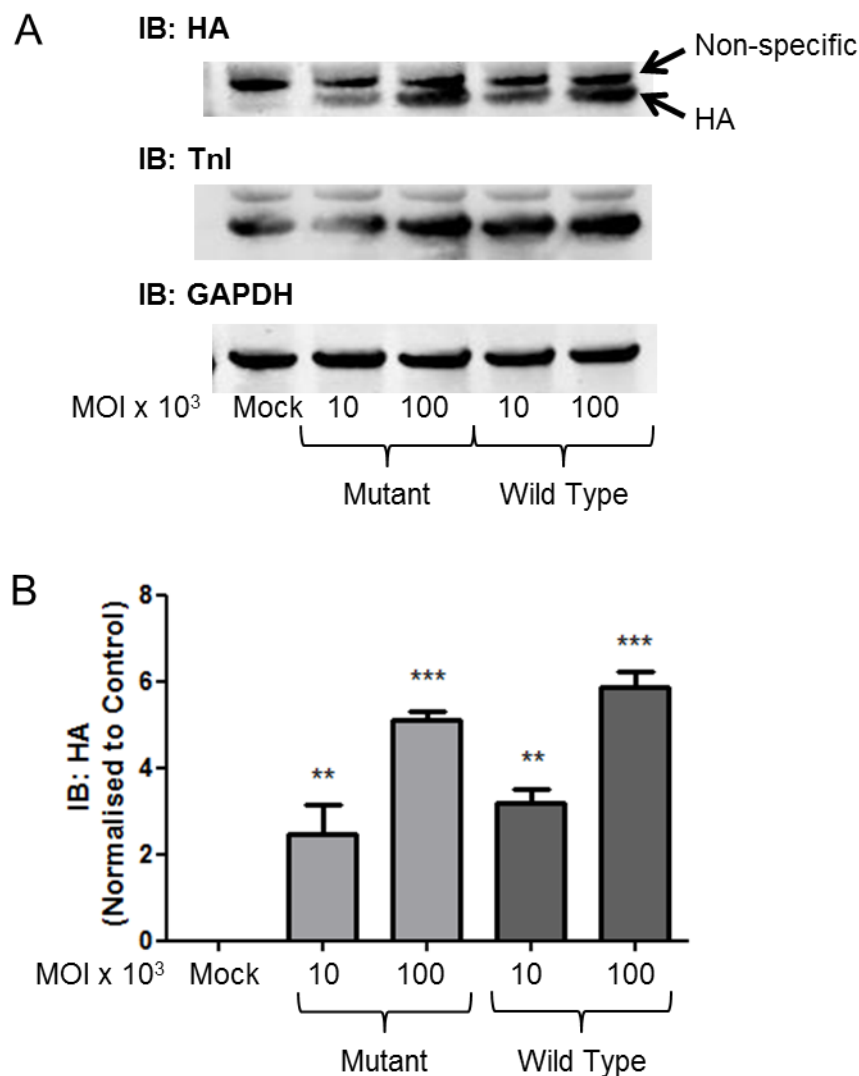 A
IB: HA
Non-specific
HA
IB: TnI
IB: GAPDH
MOI x 10³ Mock 10 100 10 100
Mutant Wild Type
B
IB: HA
(Normalised to Control)
8
6
4
2
0
** *** ** ***
MOI x 10³ Mock 10 100 10 100
Mutant Wild Type